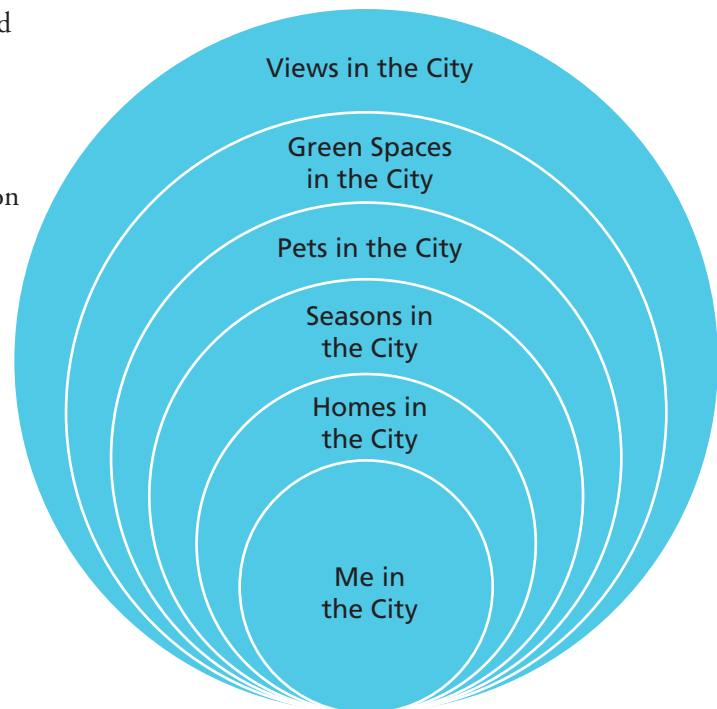 Views in the City
Green Spaces
in the City
Pets in the City
Seasons in
the City
Homes in
the City
Me in
the City